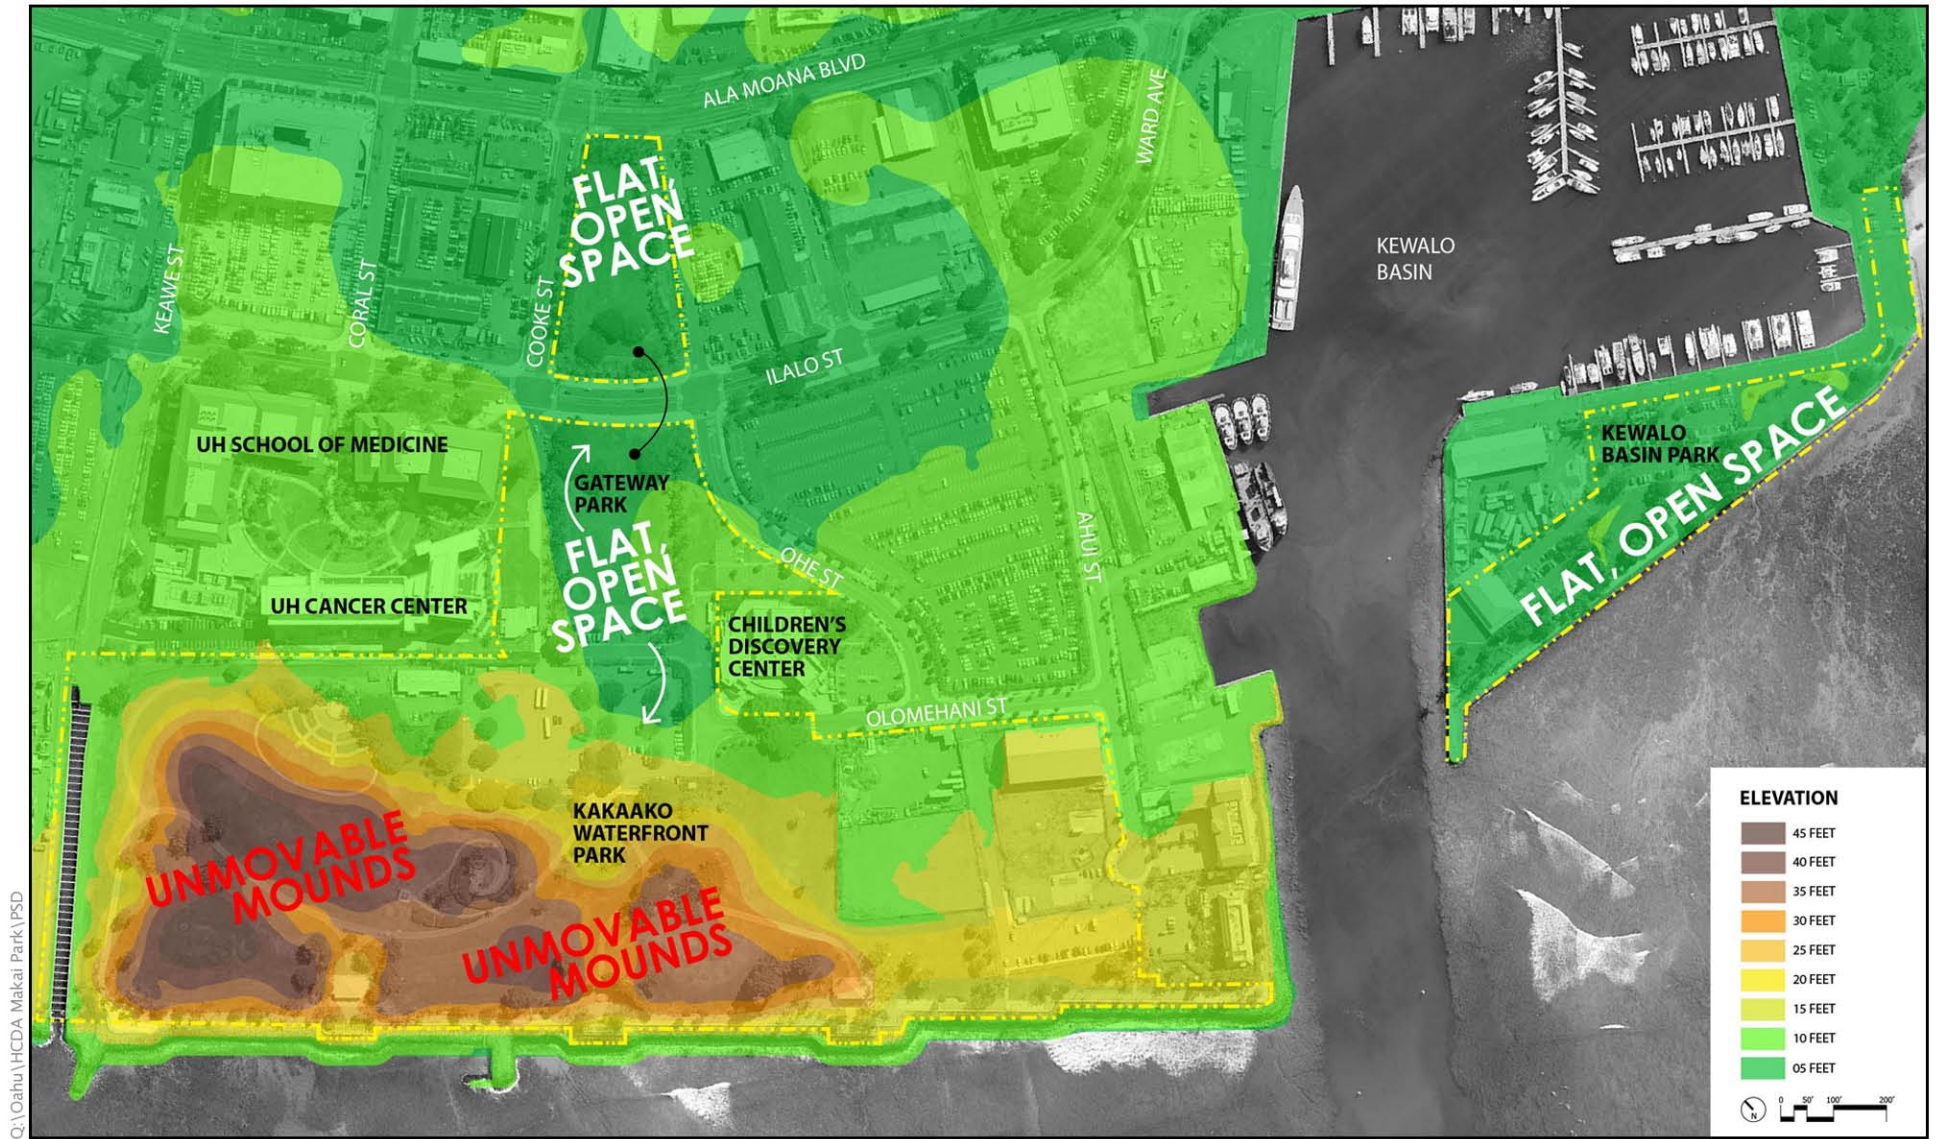 ALA MOANA BLVD
WARD AVE
FLAT,
OPEN
SPACE
KEAWE ST
CORAL ST
COOKE ST
ILALO ST
KEWALO
BASIN
UH SCHOOL OF MEDICINE
GATEWAY
PARK
FLAT,
OPEN
SPACE
OHE ST
AHUI ST
KEWALO
BASIN PARK
FLAT, OPEN SPACE
UH CANCER CENTER
CHILDREN'S
DISCOVERY
CENTER
OLOMEHANI ST
KAKAAKO
WATERFRONT
PARK
UNMOVABLE
MOUNDS
UNMOVABLE
MOUNDS
ELEVATION
45 FEET
40 FEET
35 FEET
30 FEET
25 FEET
20 FEET
15 FEET
10 FEET
05 FEET
N
0 50' 100' 200'
Q:\Oahu\HCDA Makai Park\PSD